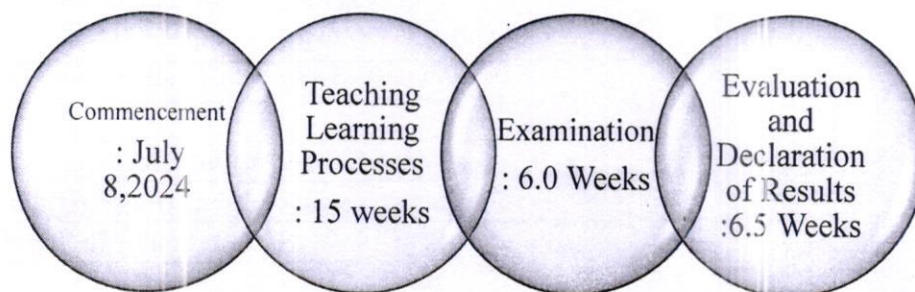 Commencement
: July
8,2024
Teaching
Learning
Processes
: 15 weeks
Examination
: 6.0 Weeks
Evaluation
and
Declaration
of Results
:6.5 Weeks